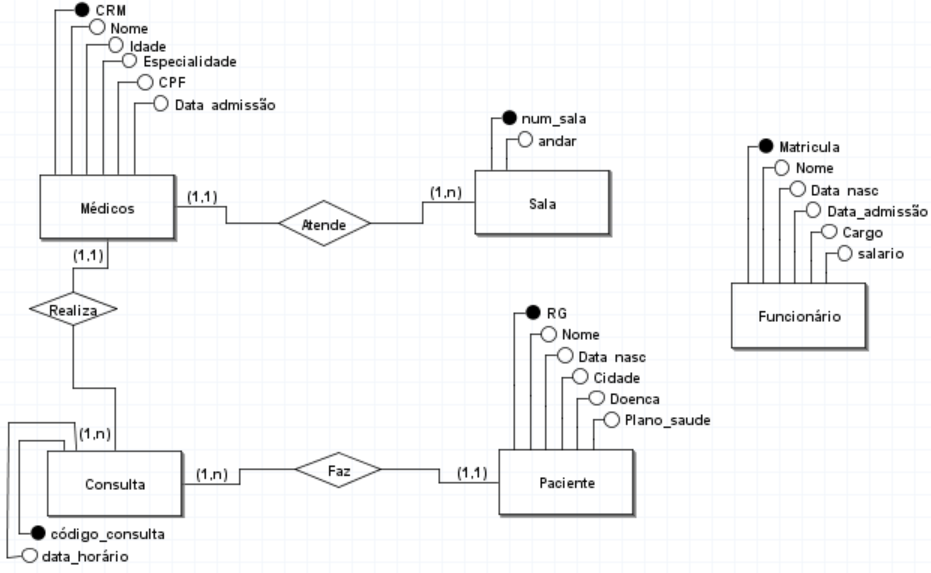 CRM
Nome
Idade
Especialidade
CPF
Data admissão
Médicos
(1,1)
Atende
(1,n)
num_sala
andar
Sala
Matricula
Nome
Data nasc
Data_admissão
Cargo
salario
Funcionário
(1,1)
Realiza
(1,n)
Consulta
código_consulta
data_horário
(1,n)
Faz
(1,1)
RG
Nome
Data nasc
Cidade
Doenca
Plano_saude
Paciente